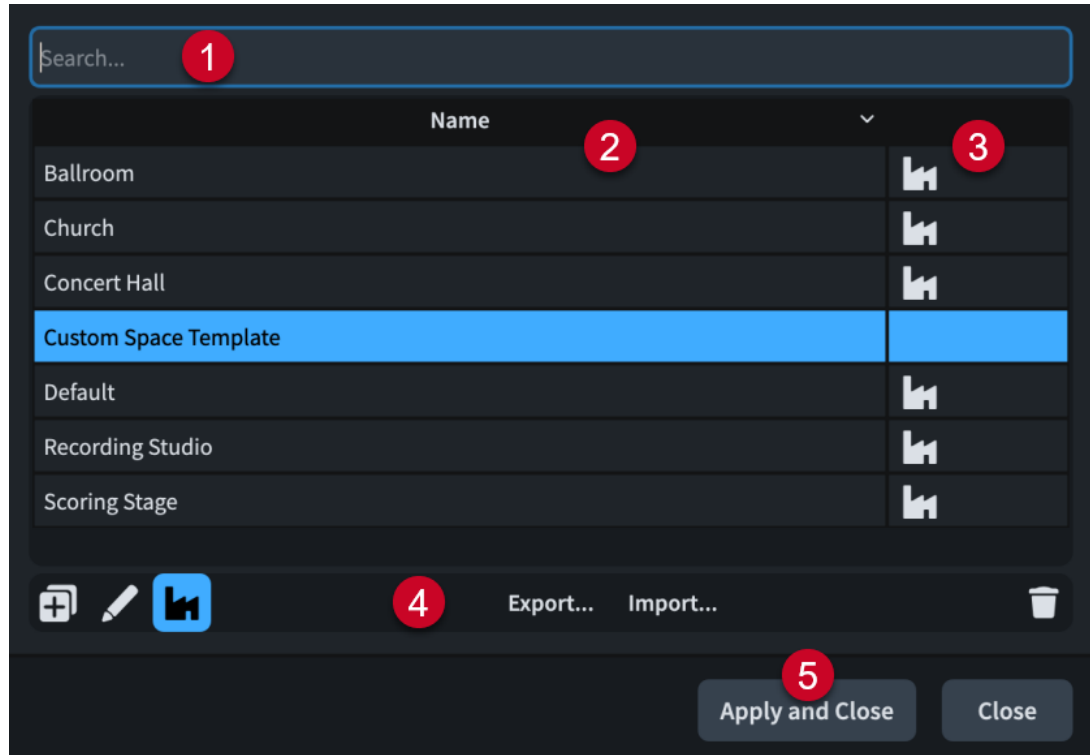 Search... 1
Name 2 3
Ballroom
Church
Concert Hall
Custom Space Template
Default
Recording Studio
Scoring Stage
4 Export... Import...
5
Apply and Close Close